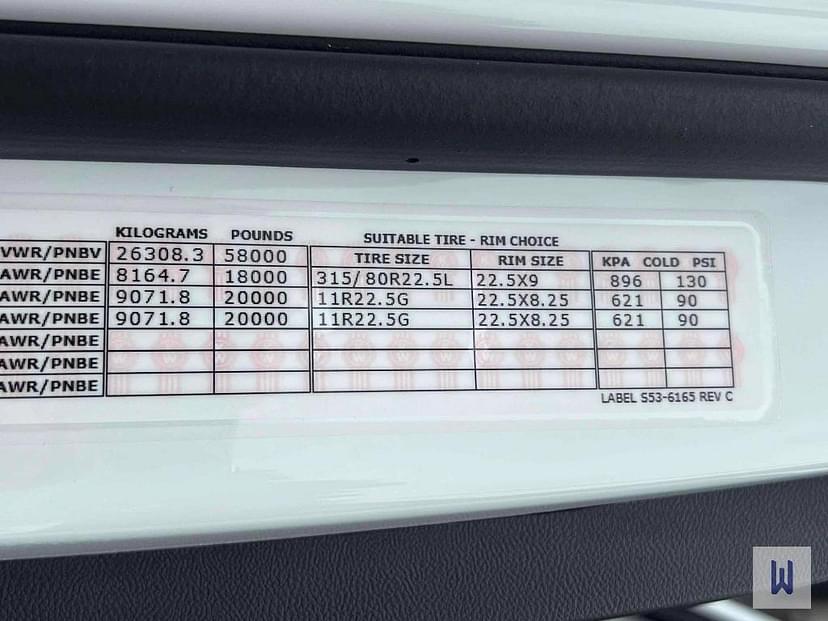 KILOGRAMS POUNDS SUITABLE TIRE - RIM CHOICE
TIRE SIZE RIM SIZE KPA COLD PSI
VWR/PNBV 26308.3 58000
AWR/PNBE 8164.7 18000 315/80R22.5L 22.5X9 896 130
AWR/PNBE 9071.8 20000 11R22.5G 22.5X8.25 621 90
AWR/PNBE 9071.8 20000 11R22.5G 22.5X8.25 621 90
AWR/PNBE
AWR/PNBE
AWR/PNBE
LABEL S53-6165 REV C
W